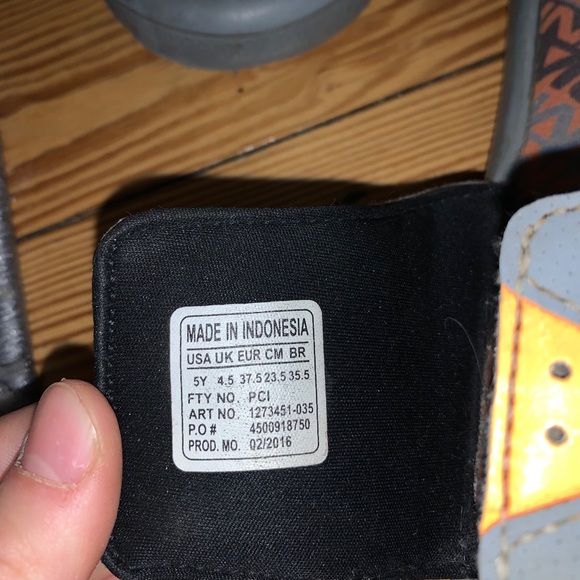 MADE IN INDONESIA
USA UK EUR CM BR
5Y 4.5 37.5 23.5 35.5
FTY NO. PCI
ART NO. 1273451-035
P.O # 4500918750
PROD. MO. 02/2016